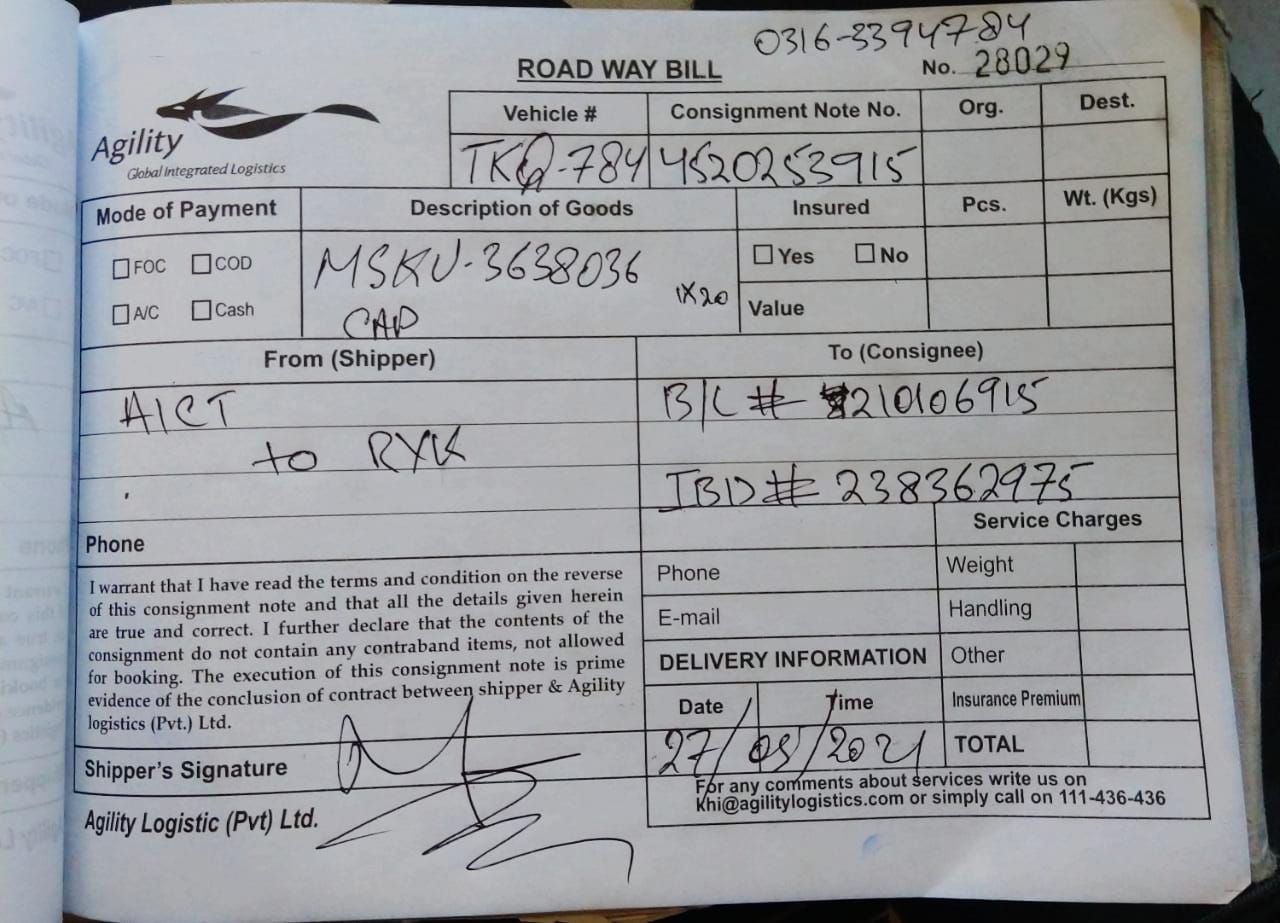 0316-3394784
ROAD WAY BILL
No. 28029
Agility
Global Integrated Logistics
Vehicle # Consignment Note No. Org. Dest.
TKQ-784 4520253915
Mode of Payment Description of Goods Insured Pcs. Wt. (Kgs)
FOC COD MSKU-3638036 Yes No
A/C Cash 1X20 Value
CAD
From (Shipper) To (Consignee)
AICT B/L # 210106915
to RYK
IBD# 238362975
Phone Service Charges
I warrant that I have read the terms and condition on the reverse
of this consignment note and that all the details given herein
are true and correct. I further declare that the contents of the
consignment do not contain any contraband items, not allowed
for booking. The execution of this consignment note is prime
evidence of the conclusion of contract between shipper & Agility
logistics (Pvt.) Ltd.
Phone Weight
E-mail Handling
DELIVERY INFORMATION Other
Date Time Insurance Premium
27/05/2021 TOTAL
Shipper's Signature
For any comments about services write us on
Khi@agilitylogistics.com or simply call on 111-436-436
Agility Logistic (Pvt) Ltd.